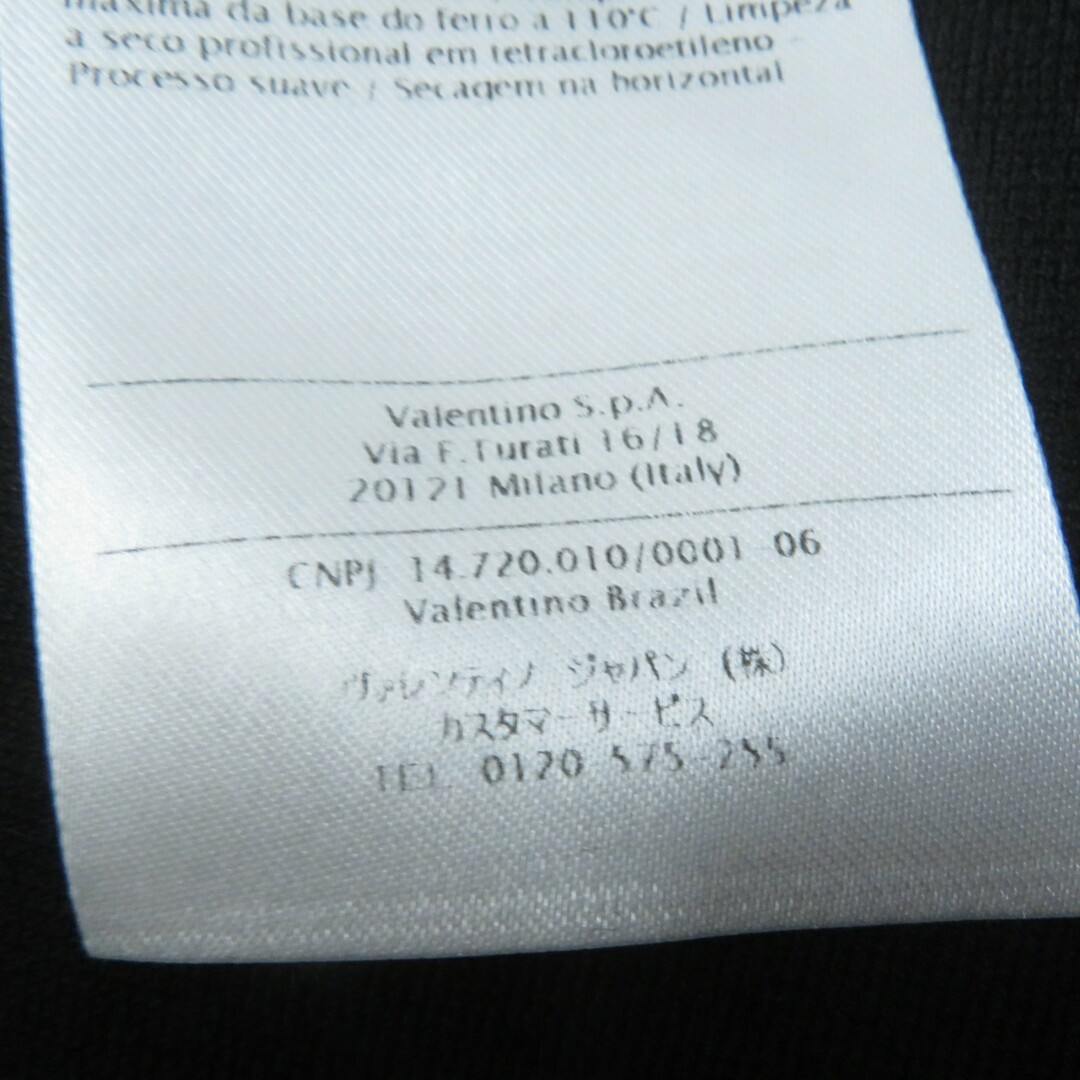 máxima da base do ferro a 110°C / Limpeza
a seco profissional em tetracloroetileno -
Processo suave / Secagem na horizontal
Valentino S.p.A.
Via F.Turati 16/18
20121 Milano (Italy)
CNPJ 14.720.010/0001-06
Valentino Brazil
ヴァレンティノ ジャパン (株)
カスタマーサービス
TEL 0120-575-255